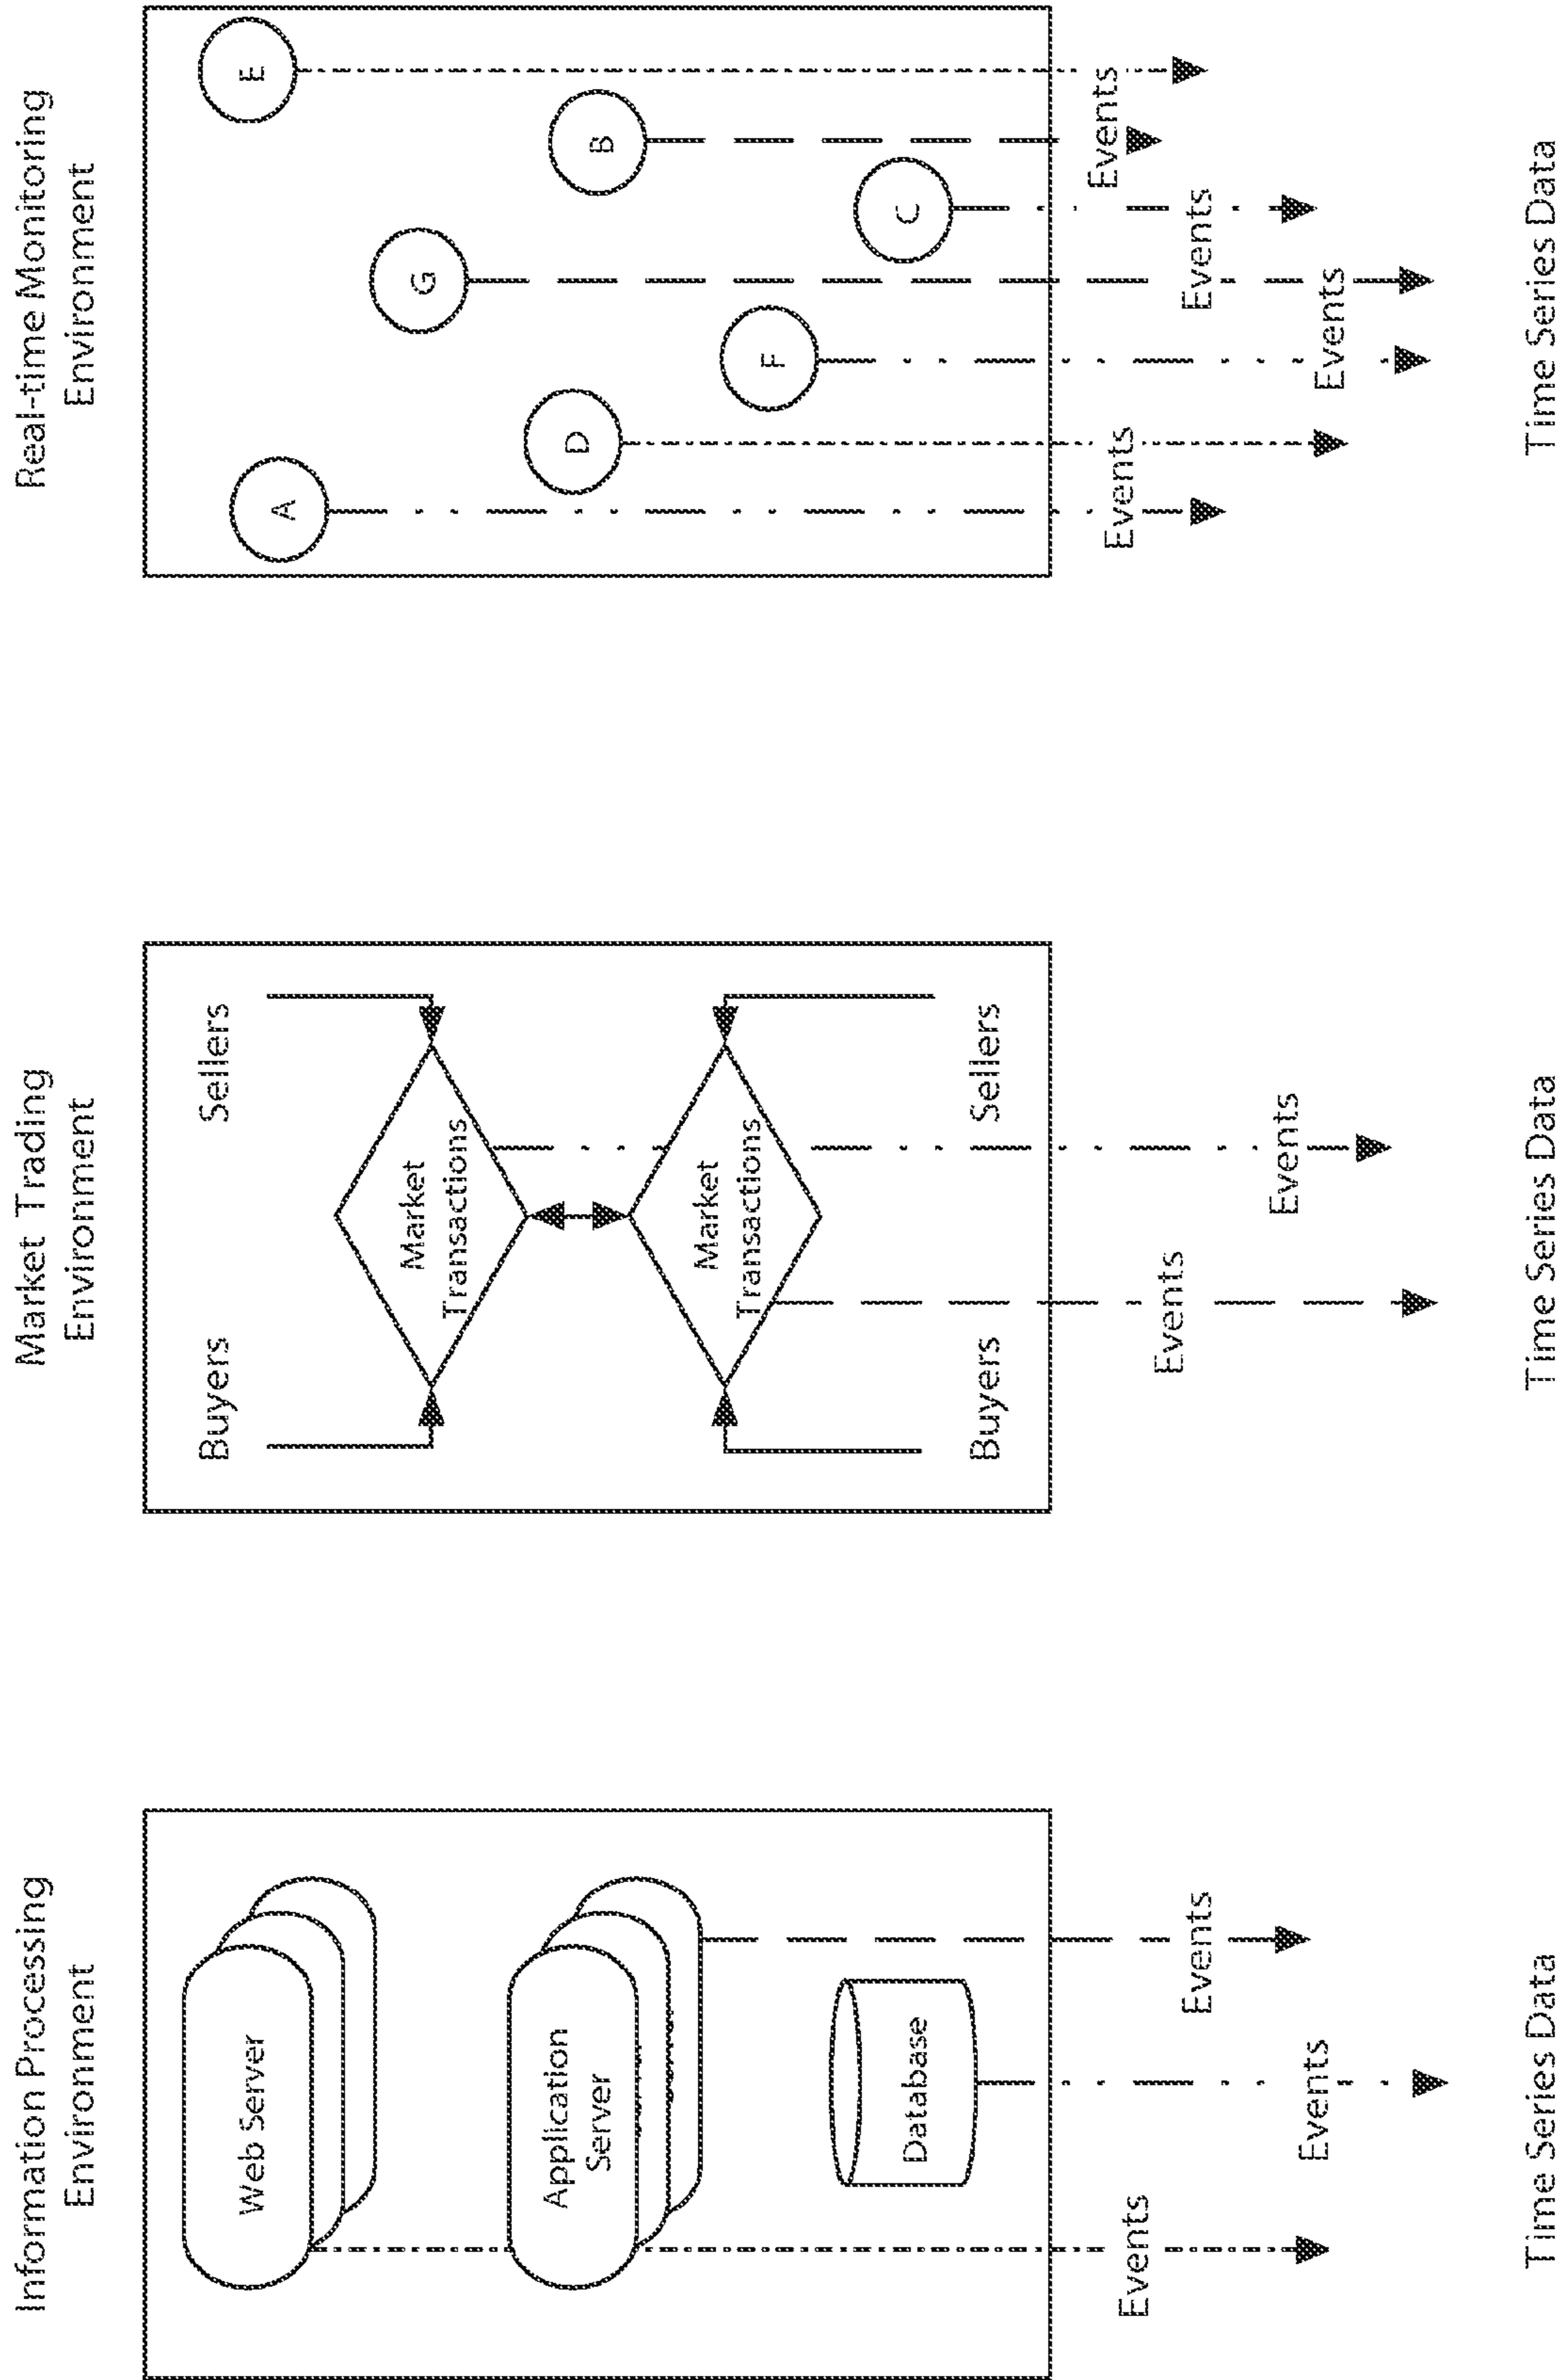 Information Processing
Environment
Web Server
Application
Server
Database
Events
Events
Events
Time Series Data
Market Trading
Environment
Buyers
Sellers
Market
Transactions
Market
Transactions
Buyers
Sellers
Events
Events
Time Series Data
Real-time Monitoring
Environment
E
A
G
D
B
F
C
Events
Events
Events
Events
Time Series Data